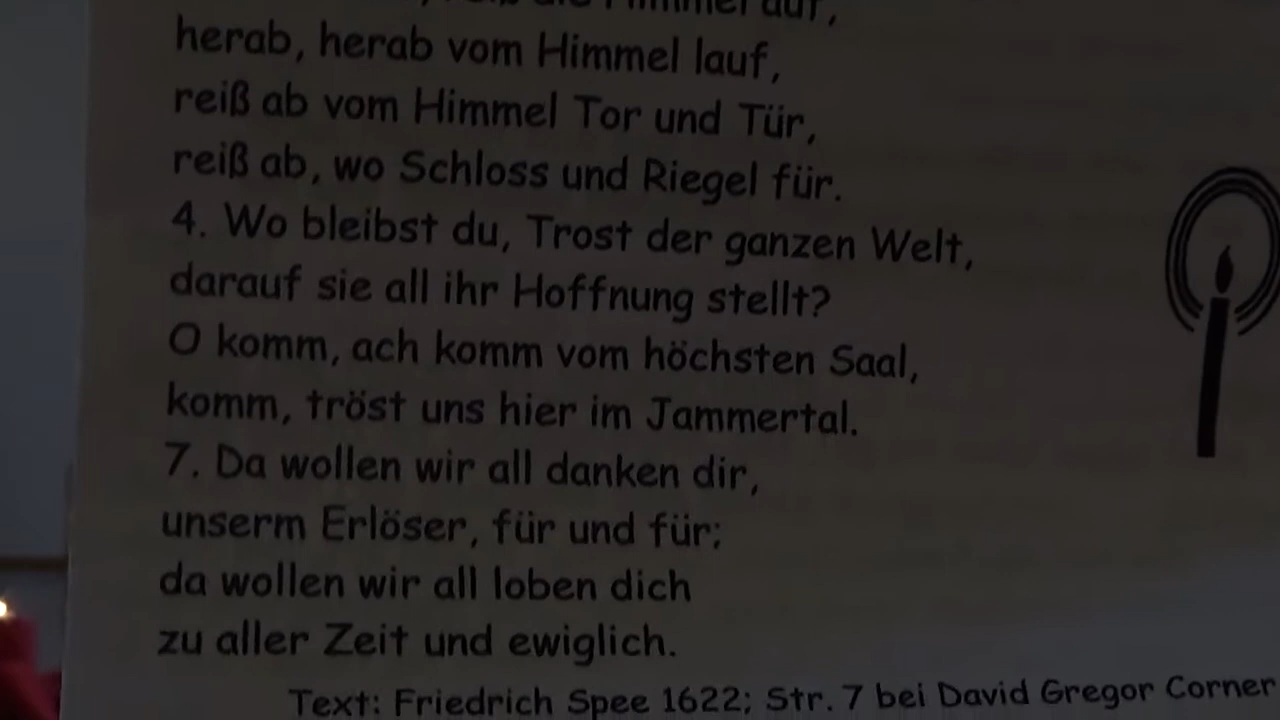 Himmel auf,
herab, herab vom Himmel lauf,
reiß ab vom Himmel Tor und Tür,
reiß ab, wo Schloss und Riegel für.
4. Wo bleibst du, Trost der ganzen Welt,
darauf sie all ihr Hoffnung stellt?
O komm, ach komm vom höchsten Saal,
komm, tröst uns hier im Jammertal.
7. Da wollen wir all danken dir,
unserm Erlöser, für und für;
da wollen wir all loben dich
zu aller Zeit und ewiglich.
Text: Friedrich Spee 1622; Str. 7 bei David Gregor Corner